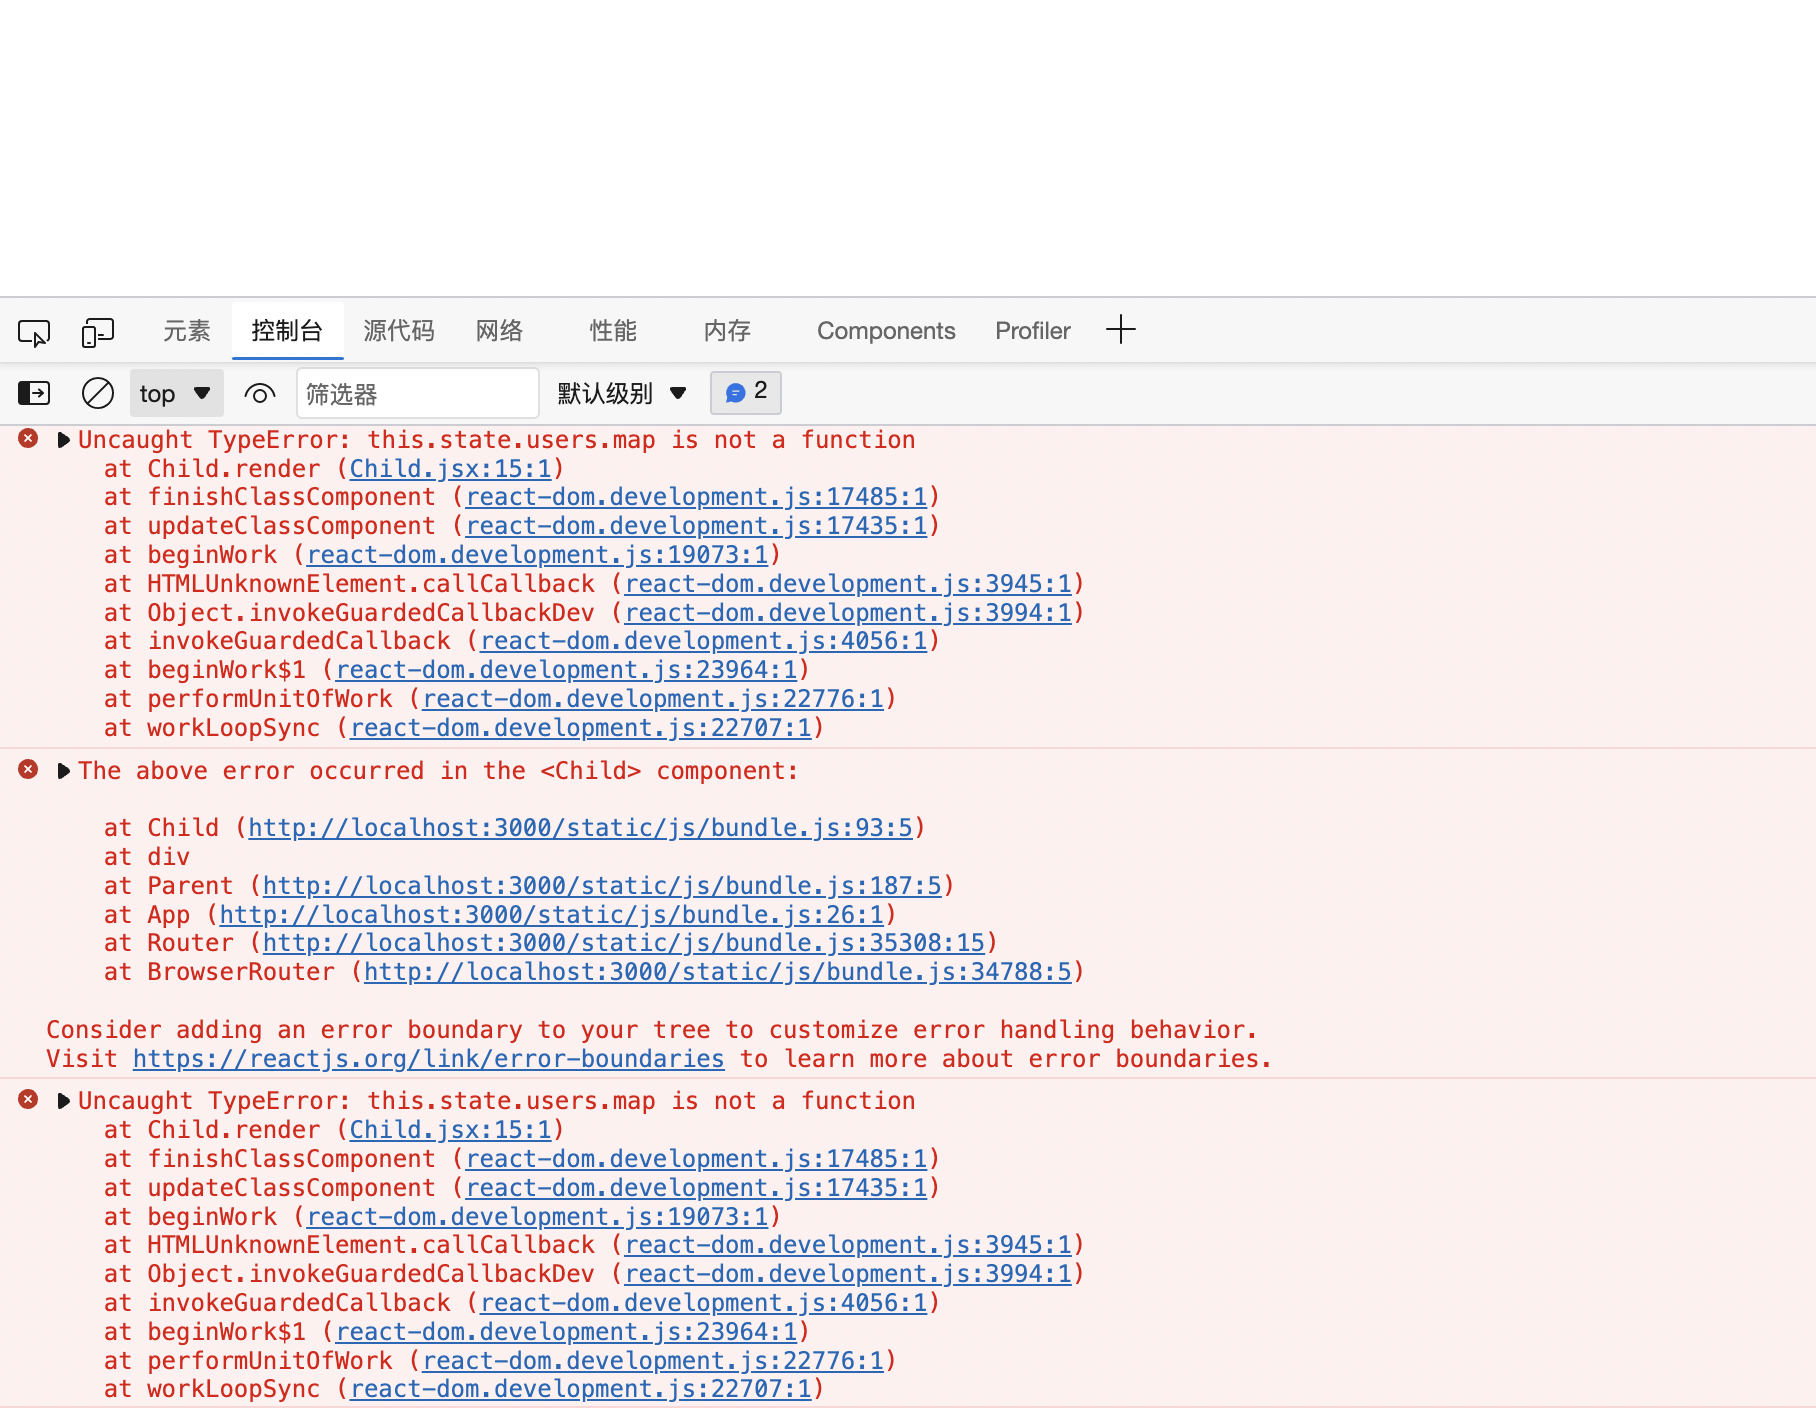 元素 控制台 源代码 网络 性能 内存 Components Profiler
top 筛选器 默认级别 2
Uncaught TypeError: this.state.users.map is not a function
at Child.render (Child.jsx:15:1)
at finishClassComponent (react-dom.development.js:17485:1)
at updateClassComponent (react-dom.development.js:17435:1)
at beginWork (react-dom.development.js:19073:1)
at HTMLUnknownElement.callCallback (react-dom.development.js:3945:1)
at Object.invokeGuardedCallbackDev (react-dom.development.js:3994:1)
at invokeGuardedCallback (react-dom.development.js:4056:1)
at beginWork$1 (react-dom.development.js:23964:1)
at performUnitOfWork (react-dom.development.js:22776:1)
at workLoopSync (react-dom.development.js:22707:1)
The above error occurred in the <Child> component:
at Child (http://localhost:3000/static/js/bundle.js:93:5)
at div
at Parent (http://localhost:3000/static/js/bundle.js:187:5)
at App (http://localhost:3000/static/js/bundle.js:26:1)
at Router (http://localhost:3000/static/js/bundle.js:35308:15)
at BrowserRouter (http://localhost:3000/static/js/bundle.js:34788:5)
Consider adding an error boundary to your tree to customize error handling behavior.
Visit https://reactjs.org/link/error-boundaries to learn more about error boundaries.
Uncaught TypeError: this.state.users.map is not a function
at Child.render (Child.jsx:15:1)
at finishClassComponent (react-dom.development.js:17485:1)
at updateClassComponent (react-dom.development.js:17435:1)
at beginWork (react-dom.development.js:19073:1)
at HTMLUnknownElement.callCallback (react-dom.development.js:3945:1)
at Object.invokeGuardedCallbackDev (react-dom.development.js:3994:1)
at invokeGuardedCallback (react-dom.development.js:4056:1)
at beginWork$1 (react-dom.development.js:23964:1)
at performUnitOfWork (react-dom.development.js:22776:1)
at workLoopSync (react-dom.development.js:22707:1)